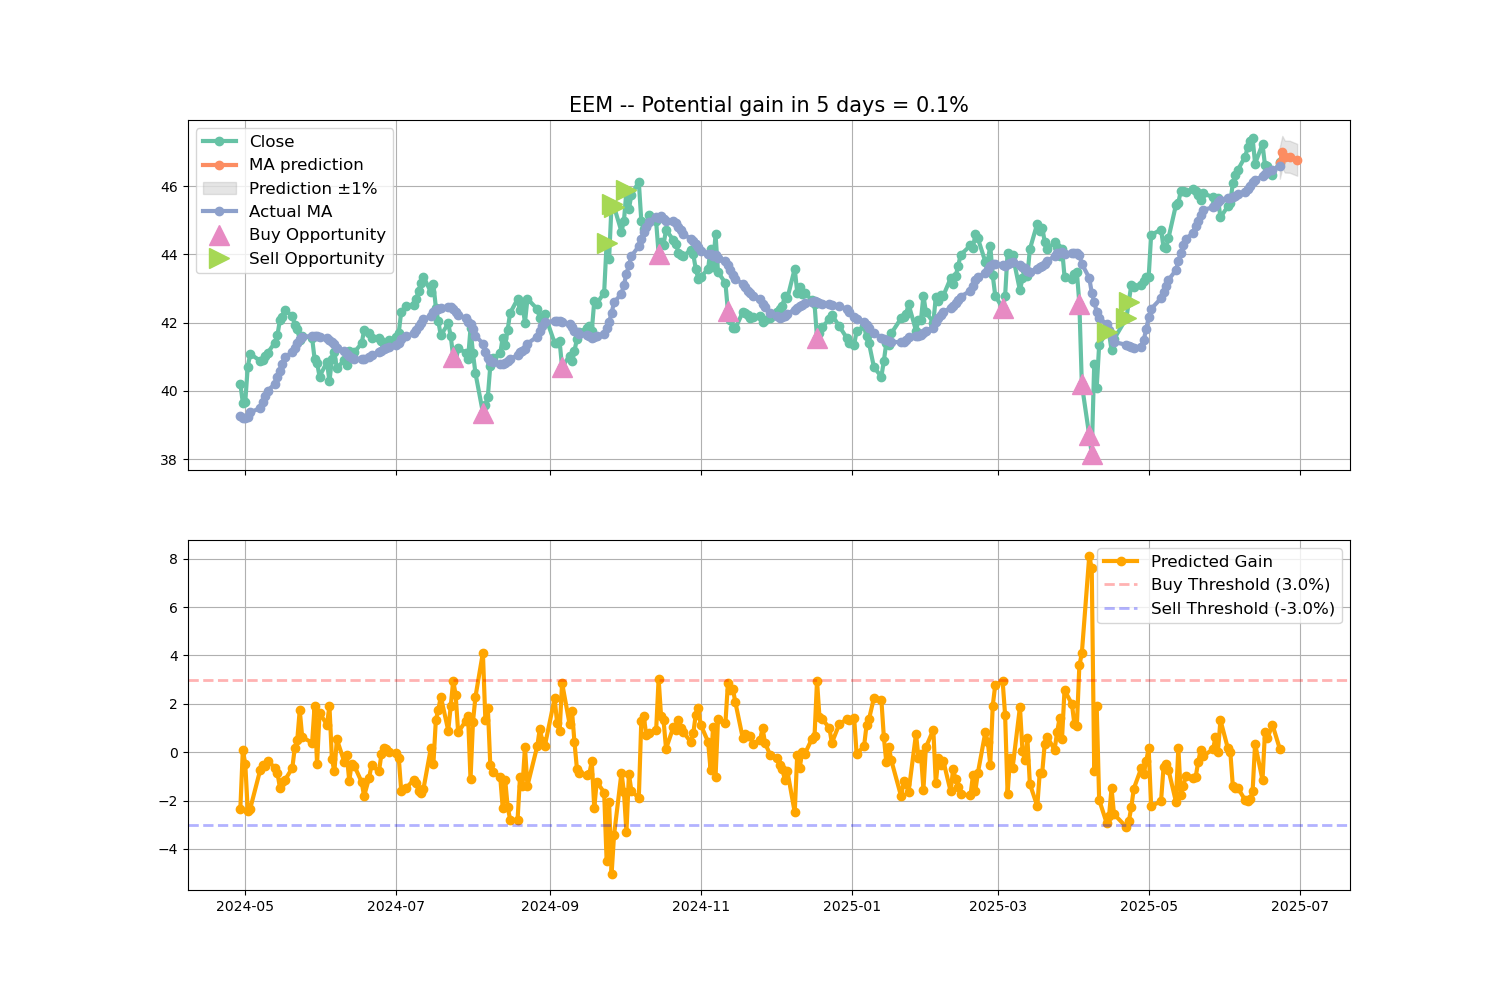 EEM -- Potential gain in 5 days = 0.1%
Close
MA prediction
Prediction ±1%
Actual MA
Buy Opportunity
Sell Opportunity
46
44
42
40
38
Predicted Gain
Buy Threshold (3.0%)
Sell Threshold (-3.0%)
8
6
4
2
0
−2
−4
2024-05 2024-07 2024-09 2024-11 2025-01 2025-03 2025-05 2025-07